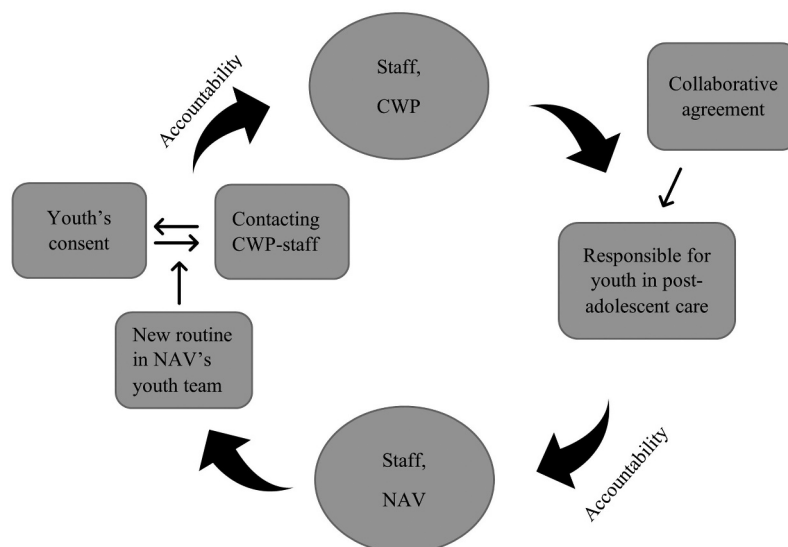 Accountability
Staff,
CWP
Collaborative
agreement
Youth's
consent
Contacting
CWP-staff
Responsible for
youth in post-
adolescent care
New routine
in NAV's
youth team
Staff,
NAV
Accountability